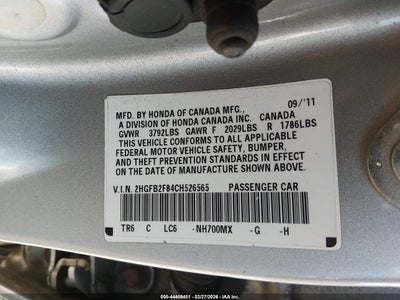 MFD. BY HONDA OF CANADA MFG., 09/'11
A DIVISION OF HONDA CANADA INC. CANADA
GVWR 3792LBS GAWR F 2029LBS R 1786LBS
THIS VEHICLE CONFORMS TO ALL APPLICABLE
FEDERAL MOTOR VEHICLE SAFETY, BUMPER,
AND THEFT PREVENTION STANDARDS IN EFFECT
ON THE DATE OF MANUFACTURE SHOWN ABOVE.
V.I.N. 2HGFB2F84CH526565 PASSENGER CAR
TR6 C LC6 -NH700MX -G -H
000-44489461 - 02/27/2026 - IAA Inc.